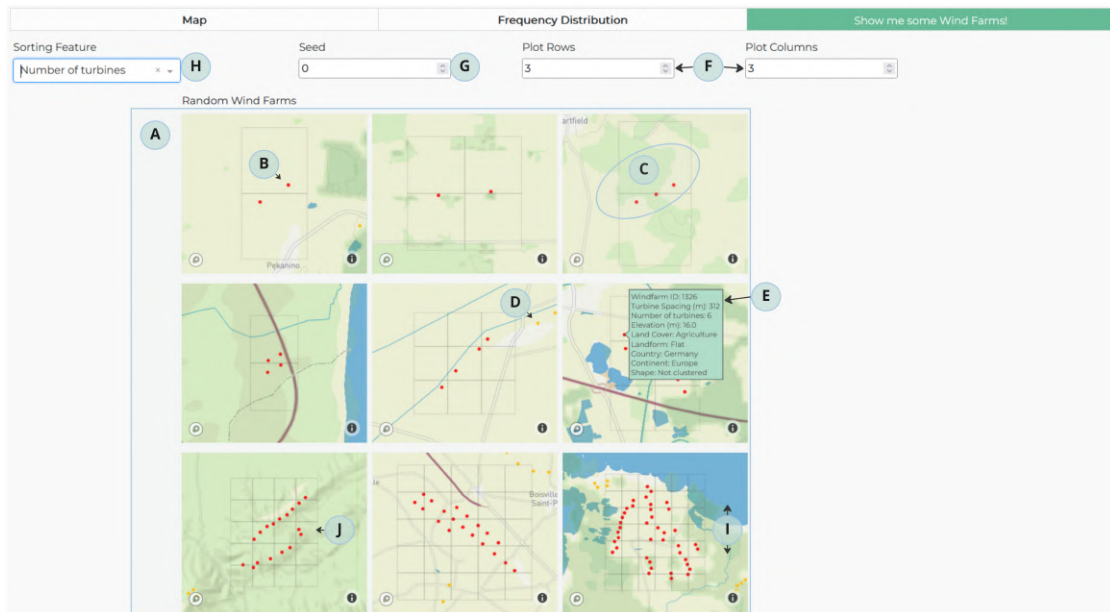 Map Frequency Distribution Show me some Wind Farms!
Sorting Feature Seed Plot Rows Plot Columns
Number of turbines × H 0 G 3 F 3
Random Wind Farms
A
artfield
B C
Pekanino
D E
Windfarm ID: 1326
Turbine Spacing (m): 312
Number of turbines: 6
Elevation (m): 16.0
Land Cover: Agriculture
Landform: Flat
Country: Germany
Continent: Europe
Shape: Not clustered
le
Boisville
Saint-P
J I